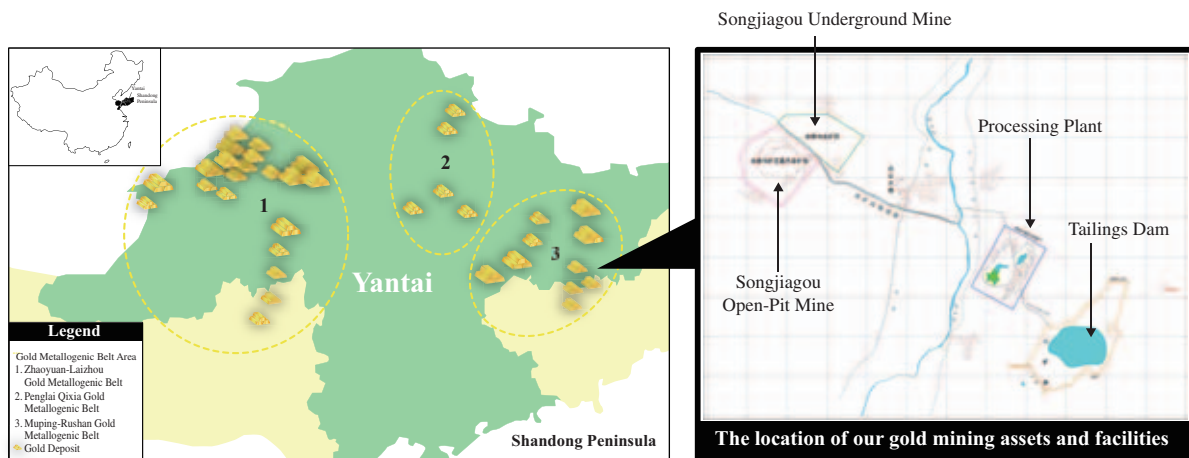 Yantai
Shandong
Peninsula
1
2
3
Yantai
Legend
Gold Metallogenic Belt Area
1. Zhaoyuan-Laizhou
Gold Metallogenic Belt
2. Penglai Qixia Gold
Metallogenic Belt
3. Muping-Rushan Gold
Metallogenic Belt
Gold Deposit
Shandong Peninsula
Songjiagou Underground Mine
Processing Plant
Tailings Dam
Songjiagou
Open-Pit Mine
The location of our gold mining assets and facilities